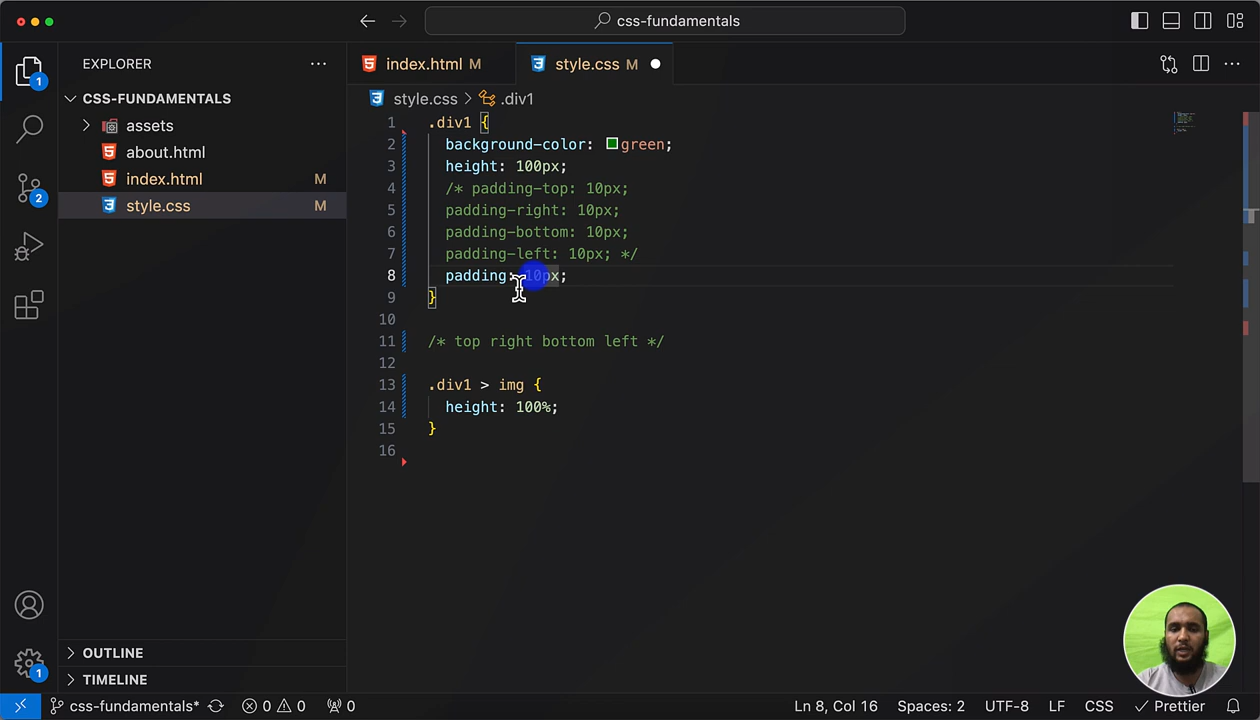 css-fundamentals
EXPLORER
index.html M
style.css M
CSS-FUNDAMENTALS
style.css > .div1
assets
about.html
index.html M
style.css M
1 .div1 {
2 background-color: green;
3 height: 100px;
4 /* padding-top: 10px;
5 padding-right: 10px;
6 padding-bottom: 10px;
7 padding-left: 10px; */
8 padding: 10px;
9 }
10
11 /* top right bottom left */
12
13 .div1 > img {
14 height: 100%;
15 }
16
1
2
OUTLINE
TIMELINE
1
css-fundamentals* 0 0 0 Ln 8, Col 16 Spaces: 2 UTF-8 LF CSS Prettier